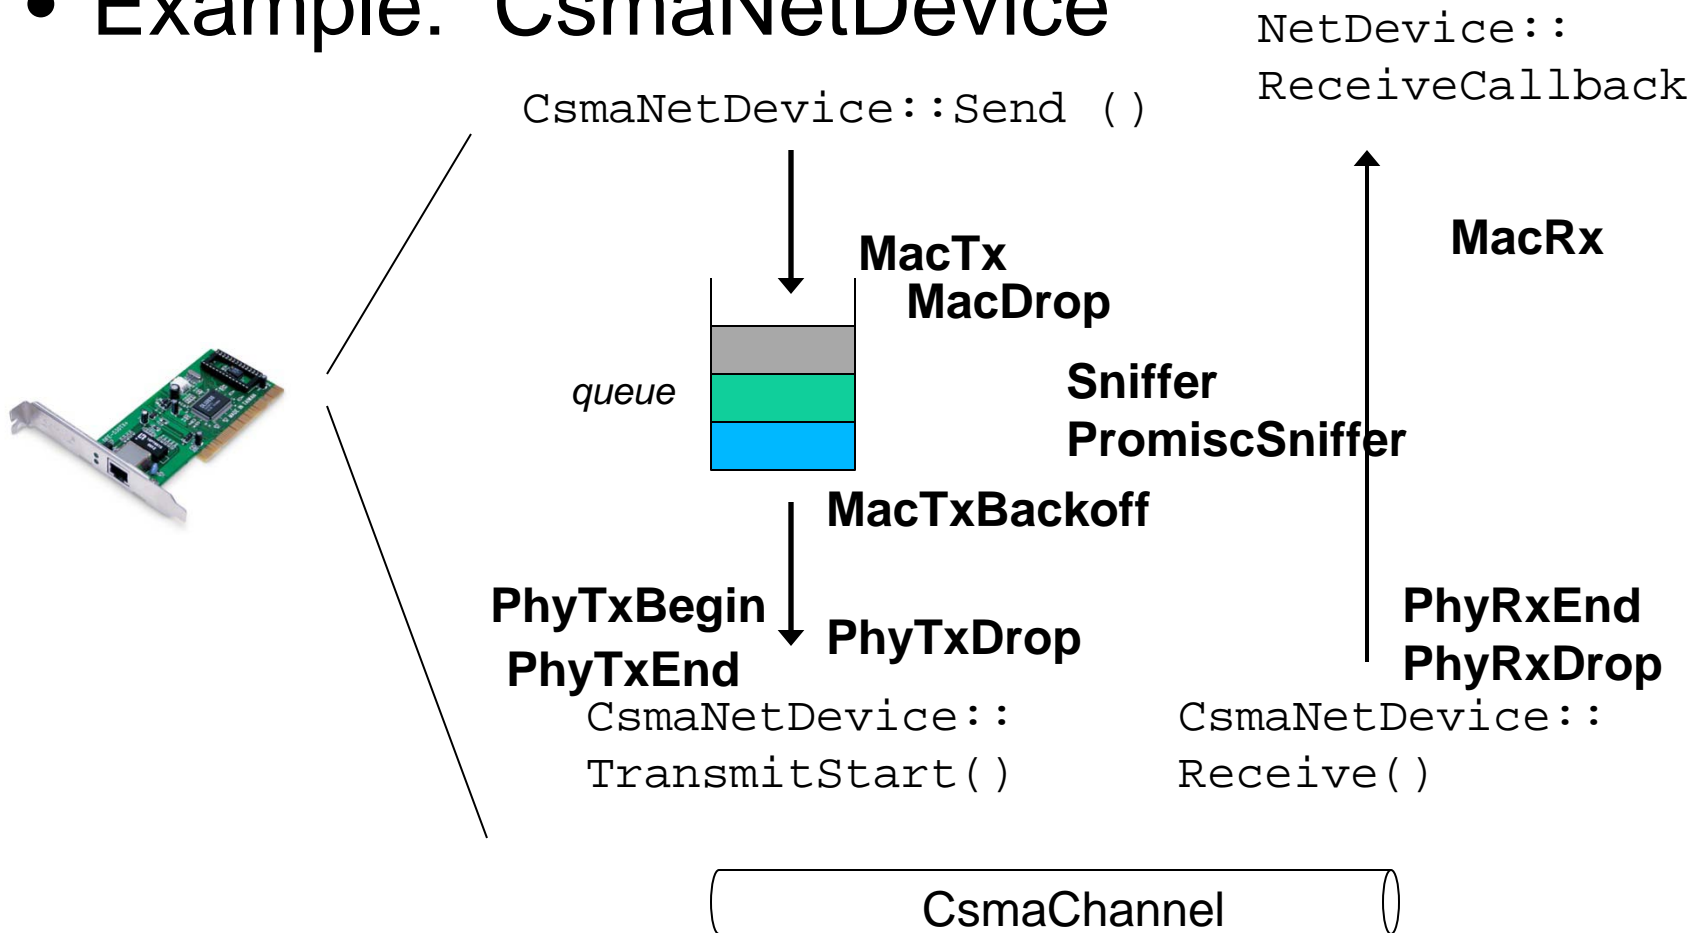 • Example: CsmaNetDevice
NetDevice::
ReceiveCallback
CsmaNetDevice::Send ()
MacTx
MacDrop
MacRx
queue
Sniffer
PromiscSniffer
MacTxBackoff
PhyTxBegin
PhyTxEnd
PhyTxDrop
PhyRxEnd
PhyRxDrop
CsmaNetDevice::
TransmitStart()
CsmaNetDevice::
Receive()
CsmaChannel